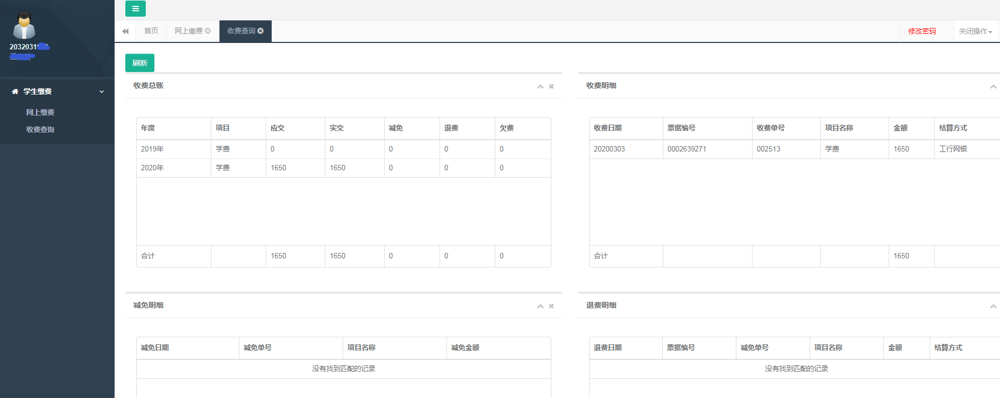 首页
网上缴费
收费查询
修改密码
关闭操作
2032031
学生缴费
网上缴费
收费查询
刷新
收费总账
年度 项目 应交 实交 减免 退费 欠费
2019年 学费 0 0 0 0 0
2020年 学费 1650 1650 0 0 0
合计 1650 1650 0 0 0
收费明细
收费日期 票据编号 收费单号 项目名称 金额 结算方式
20200303 0002639271 002513 学费 1650 工行网银
合计 1650
减免明细
减免日期 减免单号 项目名称 减免金额
没有找到匹配的记录
退费明细
退费日期 票据编号 减免单号 项目名称 金额 结算方式
没有找到匹配的记录